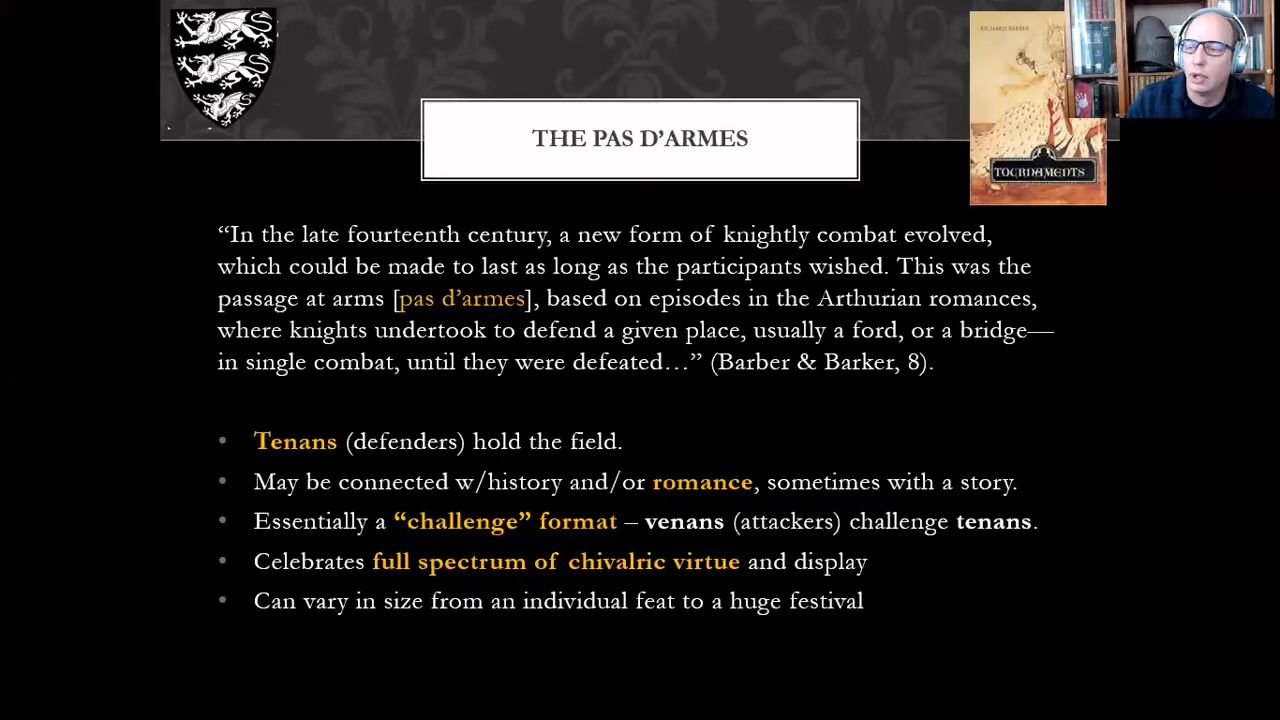 RICHARD BARBER
TOURNAMENTS
THE PAS D’ARMES
“In the late fourteenth century, a new form of knightly combat evolved,
which could be made to last as long as the participants wished. This was the
passage at arms [pas d’armes], based on episodes in the Arthurian romances,
where knights undertook to defend a given place, usually a ford, or a bridge—
in single combat, until they were defeated…” (Barber & Barker, 8).
• Tenans (defenders) hold the field.
• May be connected w/history and/or romance, sometimes with a story.
• Essentially a “challenge” format – venans (attackers) challenge tenans.
• Celebrates full spectrum of chivalric virtue and display
• Can vary in size from an individual feat to a huge festival